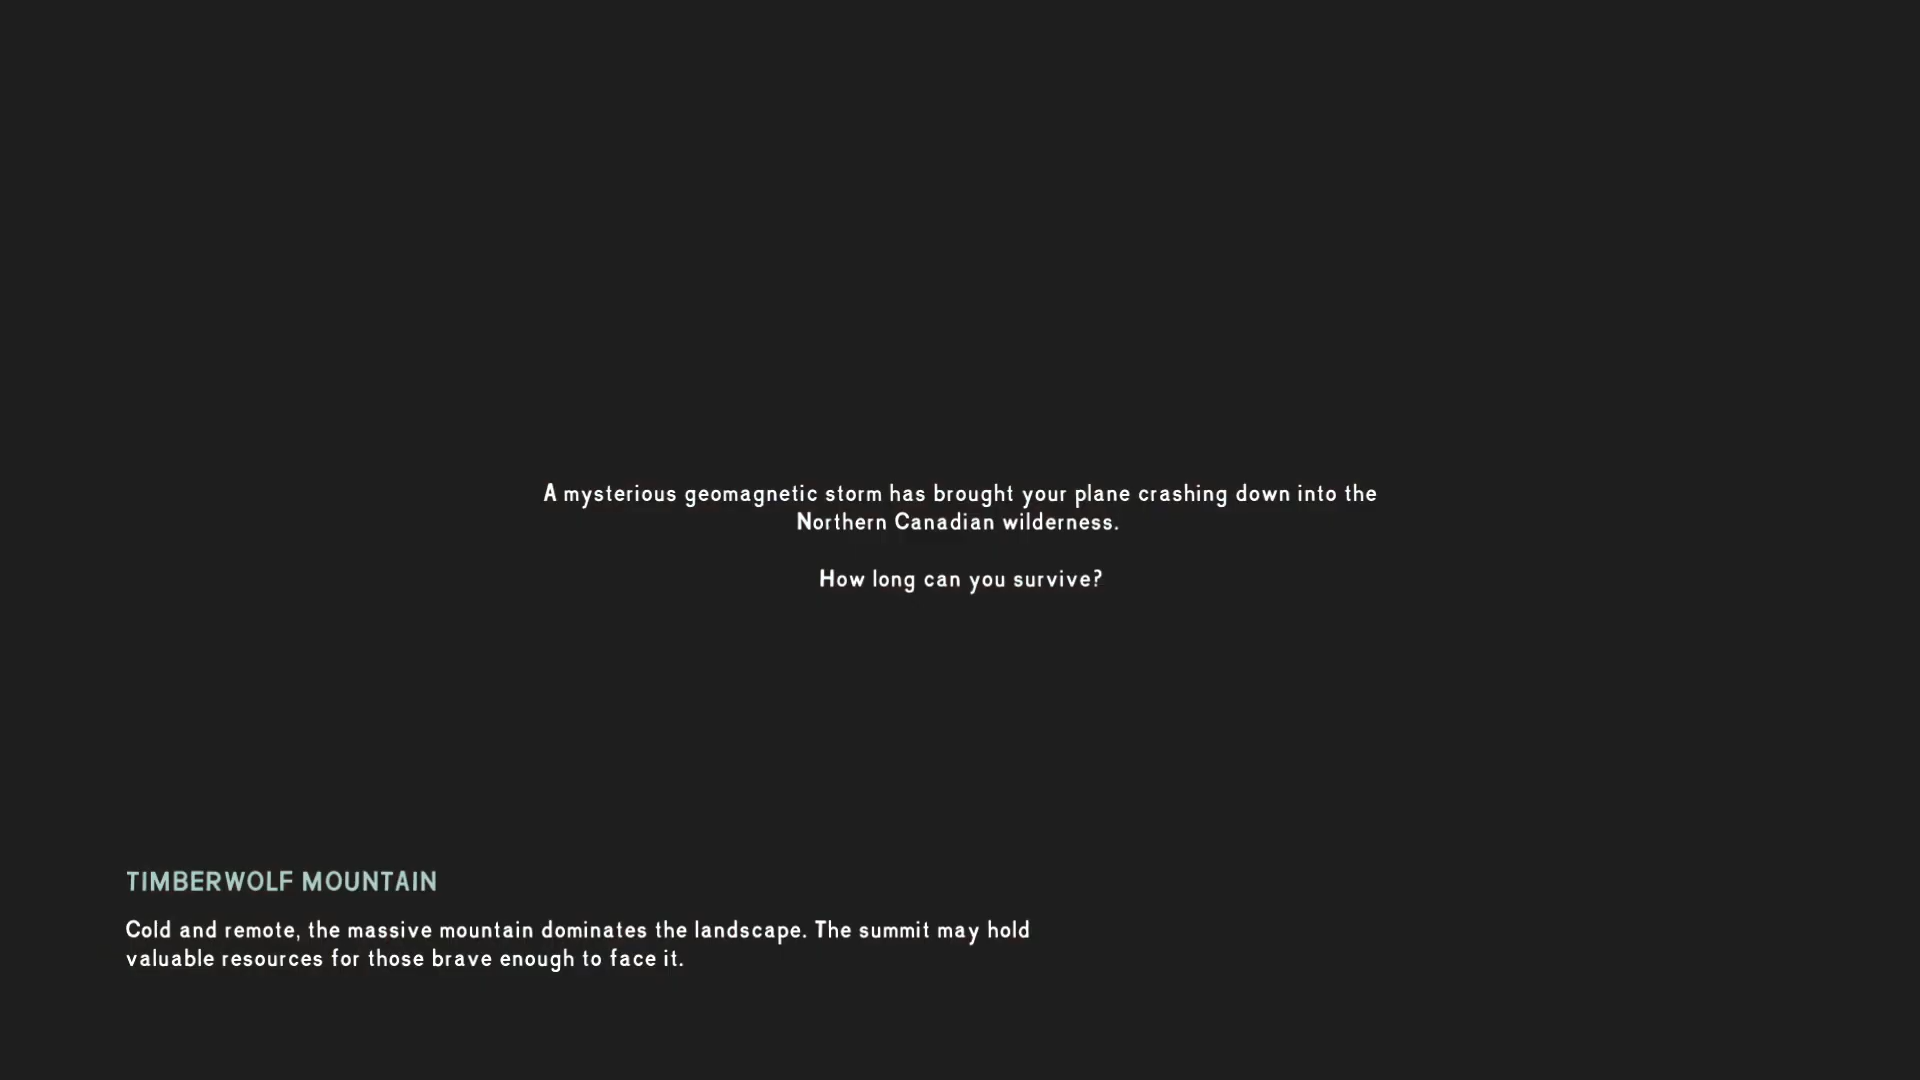 A mysterious geomagnetic storm has brought your plane crashing down into the
Northern Canadian wilderness.
How long can you survive?
TIMBERWOLF MOUNTAIN
Cold and remote, the massive mountain dominates the landscape. The summit may hold
valuable resources for those brave enough to face it.